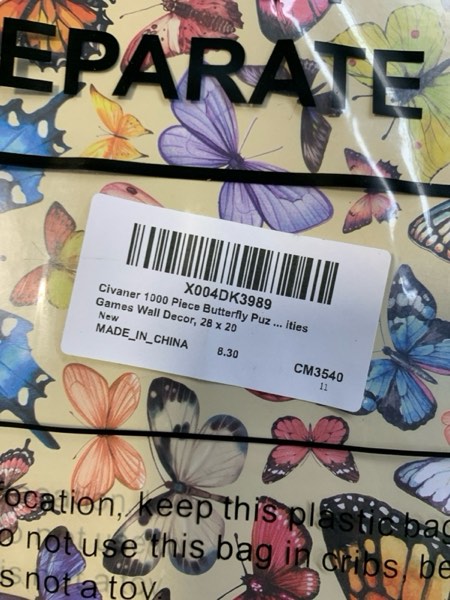 EPARATE
X004DK3989
Civaner 1000 Piece Butterfly Puz ... ities
Games Wall Decor, 28 x 20
New
MADE_IN_CHINA 8.30
CM3540
11
focation, keep this plastic bag
o not use this bag in cribs, be
s not a toy.